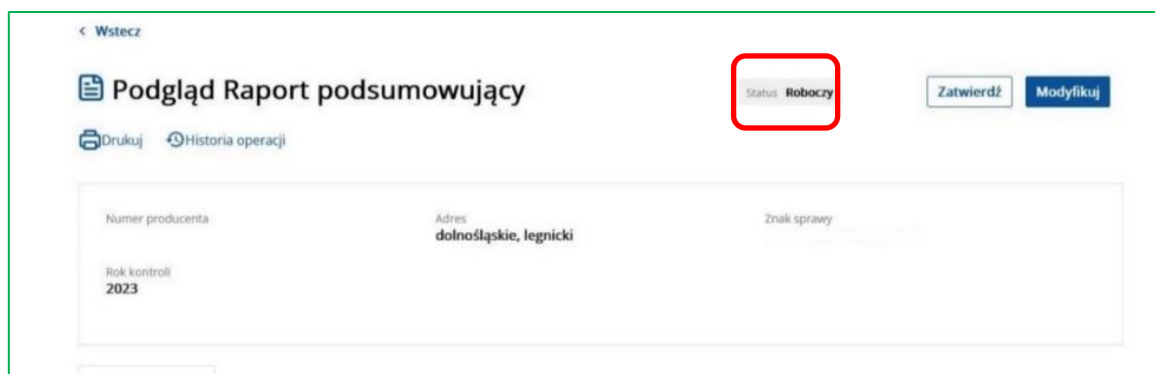 Wstecz
Podgląd Raport podsumowujący
Status Roboczy
Zatwierdź
Modyfikuj
Drukuj
Historia operacji
Numer producenta
Adres
dolnośląskie, legnicki
Znak sprawy
Rok kontroli
2023